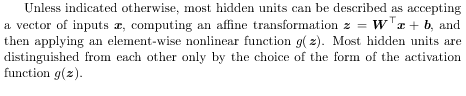 Unless indicated otherwise, most hidden units can be described as accepting
a vector of inputs x, computing an affine transformation z = W⊤x + b, and
then applying an element-wise nonlinear function g(z). Most hidden units are
distinguished from each other only by the choice of the form of the activation
function g(z).